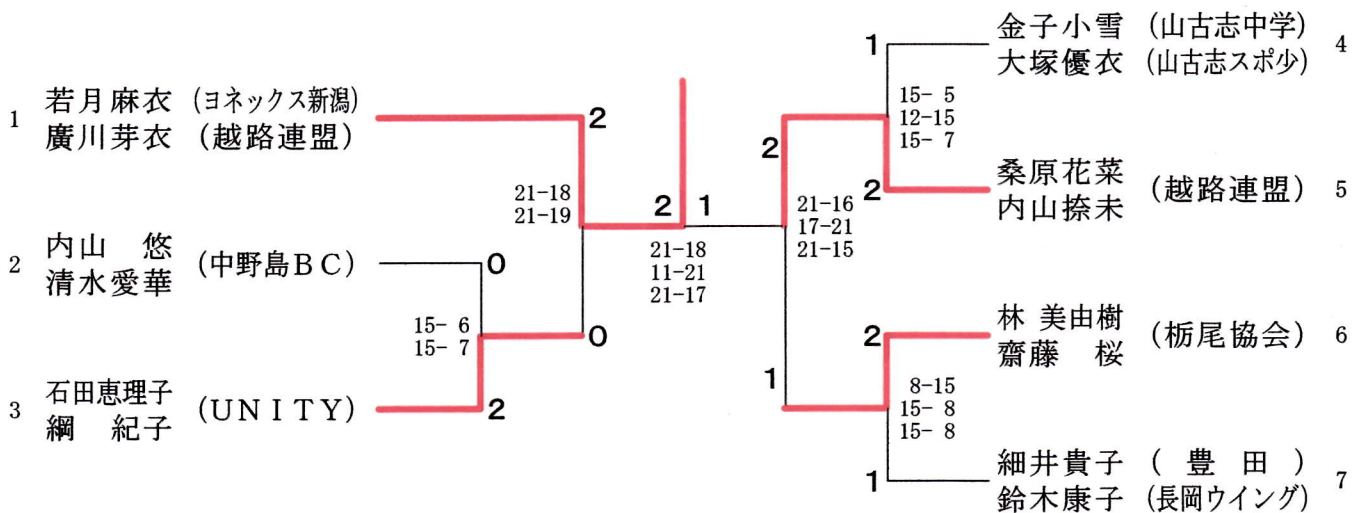 1 若月麻衣 (ヨネックス新潟)
廣川芽衣 (越路連盟)
2 内山 悠 (中野島BC)
清水愛華
3 石田恵理子 (UNITY)
綱 紀子
2
21-18
21-19
0
15- 6
15- 7
0
2
2 1
21-18
11-21
21-17
2
21-16
17-21
21-15
1
1
15- 5
12-15
15- 7
2
2
8-15
15- 8
15- 8
1
金子小雪 (山古志中学) 4
大塚優衣 (山古志スポ少)
桑原花菜 (越路連盟) 5
内山捺未
林 美由樹 (栃尾協会) 6
齋藤 桜
細井貴子 (豊田) 7
鈴木康子 (長岡ウイング)